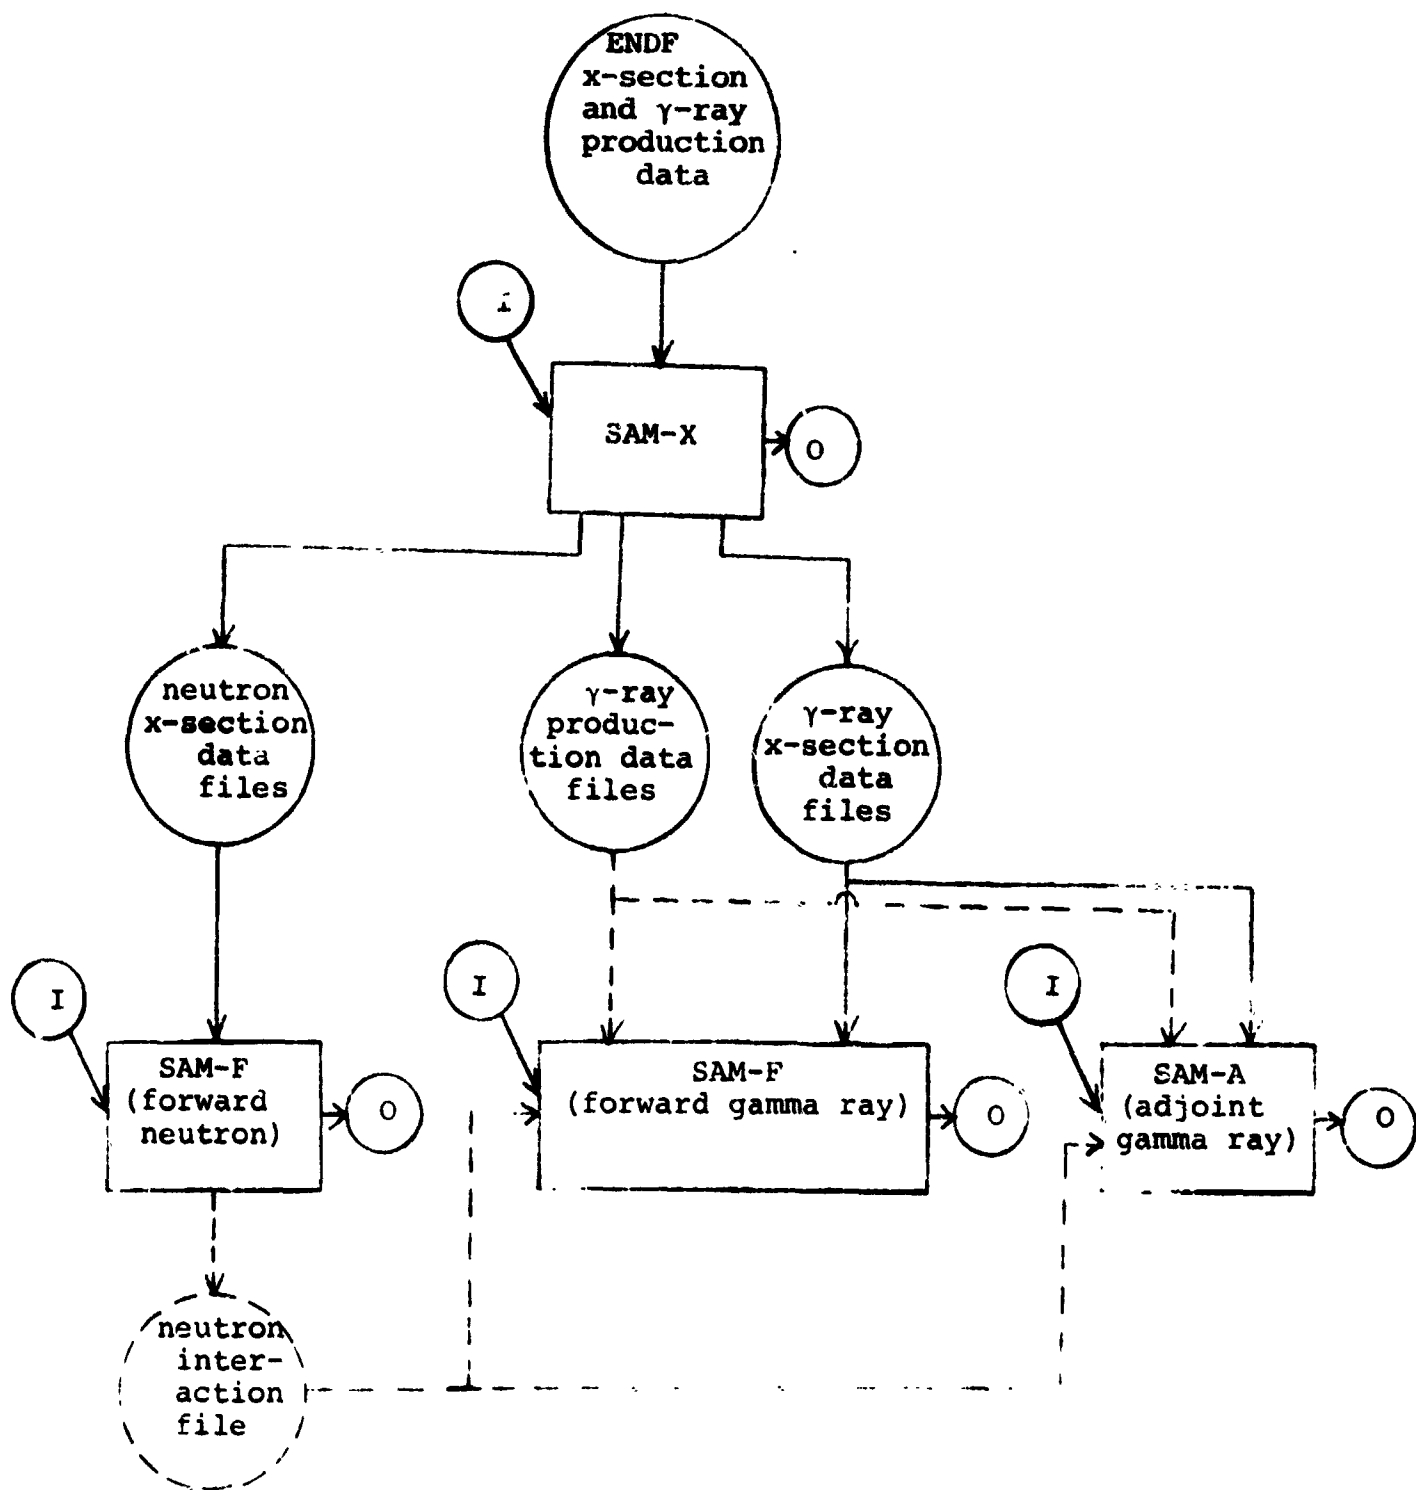 ENDF
x-section
and γ-ray
production
data
I
SAM-X
O
neutron
x-section
data
files
γ-ray
produc-
tion data
files
γ-ray
x-section
data
files
I
SAM-F
(forward
neutron)
O
I
SAM-F
(forward gamma ray)
O
I
SAM-A
(adjoint
gamma ray)
O
neutron
inter-
action
file